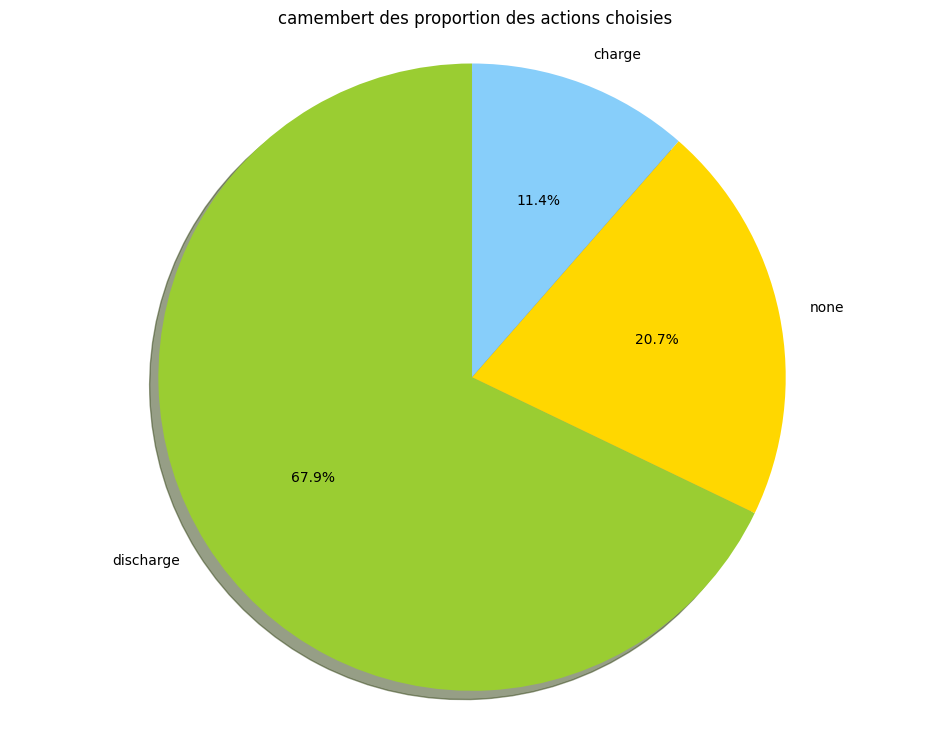 camembert des proportion des actions choisies
charge
11.4%
none
20.7%
67.9%
discharge